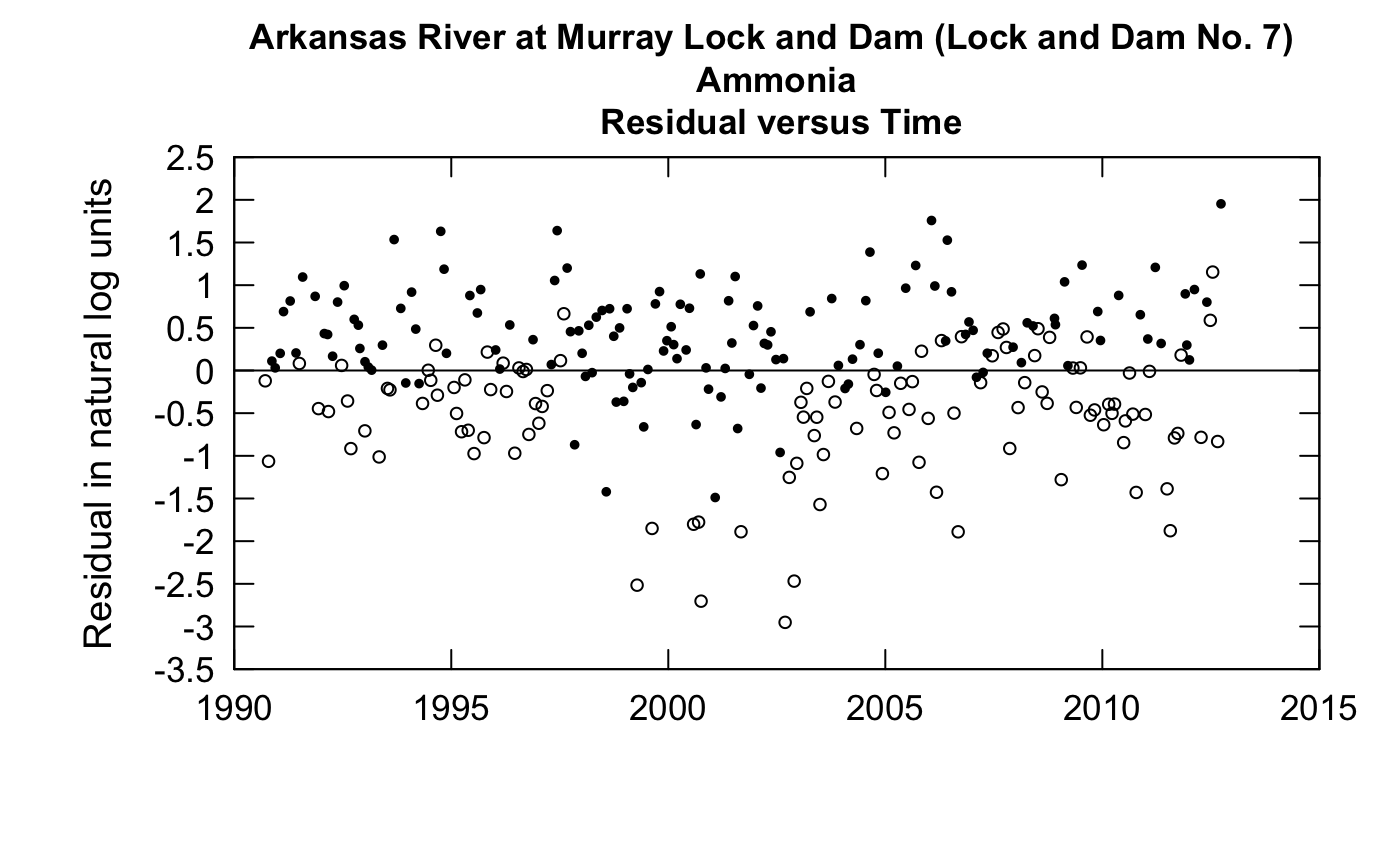 Arkansas River at Murray Lock and Dam (Lock and Dam No. 7)
Ammonia
Residual versus Time
Residual in natural log units
2.5
2
1.5
1
0.5
0
-0.5
-1
-1.5
-2
-2.5
-3
-3.5
1990 1995 2000 2005 2010 2015